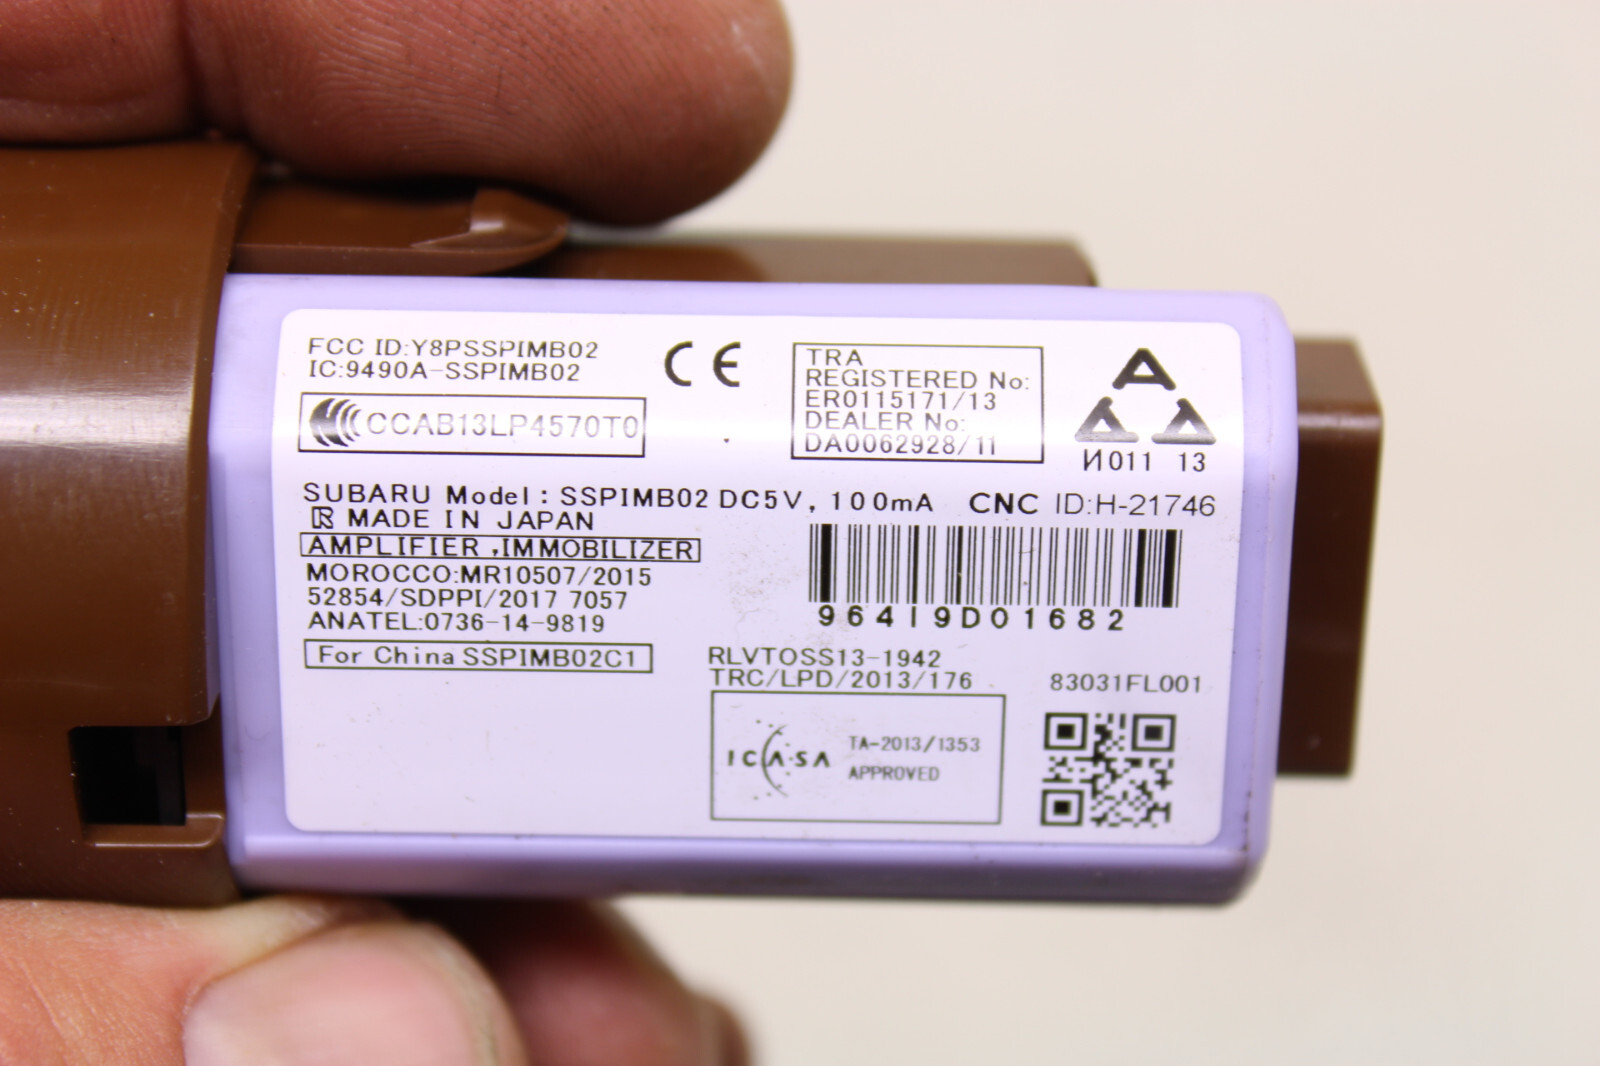 FCC ID:Y8PSSPIMB02
IC:9490A-SSPIMB02
CE
TRA
REGISTERED No:
ER0115171/13
DEALER No:
DA0062928/11
И011 13
CCAB13LP4570T0
SUBARU Model: SSPIMB02 DC5V, 100mA CNC ID:H-21746
R MADE IN JAPAN
AMPLIFIER ,IMMOBILIZER
MOROCCO:MR10507/2015
52854/SDPPI/2017 7057
ANATEL:0736-14-9819
For China SSPIMB02C1
964I9D01682
RLVTOSS13-1942
TRC/LPD/2013/176
83031FL001
ICASA
TA-2013/1353
APPROVED